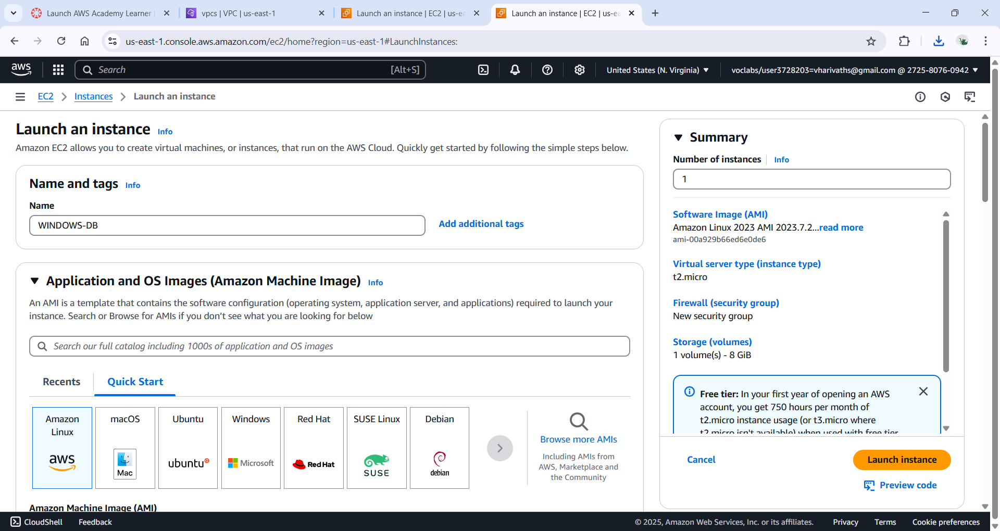 Launch AWS Academy Learner L
vpcs | VPC | us-east-1
Launch an instance | EC2 | us-ea
Launch an instance | EC2 | us-ea
us-east-1.console.aws.amazon.com/ec2/home?region=us-east-1#LaunchInstances:
aws
Search
[Alt+S]
United States (N. Virginia)
voclabs/user3728203=vharivaths@gmail.com @ 2725-8076-0942
EC2
Instances
Launch an instance
Launch an instance Info
Amazon EC2 allows you to create virtual machines, or instances, that run on the AWS Cloud. Quickly get started by following the simple steps below.
Name and tags Info
Name
WINDOWS-DB
Add additional tags
Application and OS Images (Amazon Machine Image) Info
An AMI is a template that contains the software configuration (operating system, application server, and applications) required to launch your
instance. Search or Browse for AMIs if you don’t see what you are looking for below
Search our full catalog including 1000s of application and OS images
Recents
Quick Start
Amazon
Linux
aws
macOS
Mac
Ubuntu
ubuntu
Windows
Microsoft
Red Hat
Red Hat
SUSE Linux
SUSE
Debian
debian
Browse more AMIs
Including AMIs from
AWS, Marketplace and
the Community
Amazon Machine Image (AMI)
Summary
Number of instances Info
1
Software Image (AMI)
Amazon Linux 2023 AMI 2023.7.2...read more
ami-00a929b66ed6e0de6
Virtual server type (instance type)
t2.micro
Firewall (security group)
New security group
Storage (volumes)
1 volume(s) - 8 GiB
Free tier: In your first year of opening an AWS
account, you get 750 hours per month of
t2.micro instance usage (or t3.micro where
t2.micro isn't available) when used with free tier
Cancel
Launch instance
Preview code
CloudShell
Feedback
© 2025, Amazon Web Services, Inc. or its affiliates.
Privacy
Terms
Cookie preferences